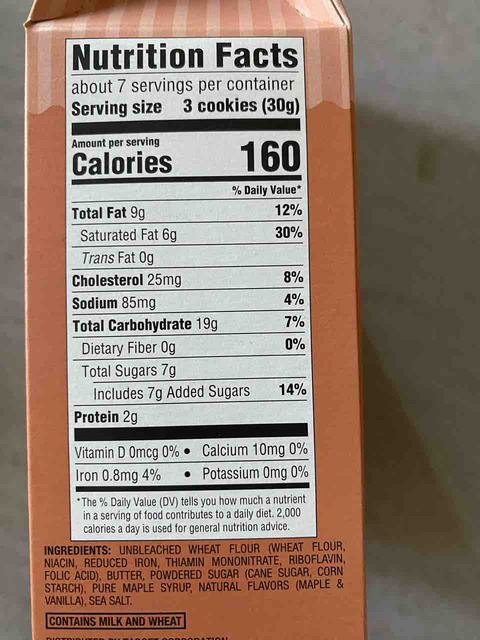 Nutrition Facts
about 7 servings per container
Serving size 3 cookies (30g)
Amount per serving
Calories 160
% Daily Value*
Total Fat 9g 12%
Saturated Fat 6g 30%
Trans Fat 0g
Cholesterol 25mg 8%
Sodium 85mg 4%
Total Carbohydrate 19g 7%
Dietary Fiber 0g 0%
Total Sugars 7g
Includes 7g Added Sugars 14%
Protein 2g
Vitamin D 0mcg 0% • Calcium 10mg 0%
Iron 0.8mg 4% • Potassium 0mg 0%
*The % Daily Value (DV) tells you how much a nutrient
in a serving of food contributes to a daily diet. 2,000
calories a day is used for general nutrition advice.
INGREDIENTS: UNBLEACHED WHEAT FLOUR (WHEAT FLOUR,
NIACIN, REDUCED IRON, THIAMIN MONONITRATE, RIBOFLAVIN,
FOLIC ACID), BUTTER, POWDERED SUGAR (CANE SUGAR, CORN
STARCH), PURE MAPLE SYRUP, NATURAL FLAVORS (MAPLE &
VANILLA), SEA SALT.
CONTAINS MILK AND WHEAT
DISTRIBUTED BY TARGET CORPORATION